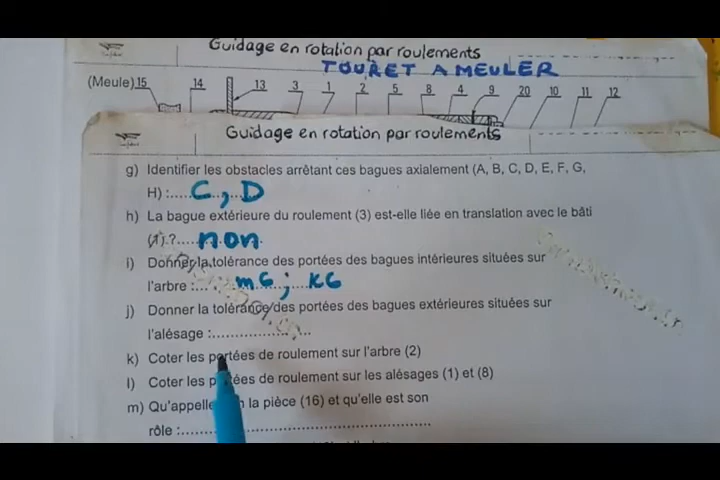 Guidage en rotation par roulements
TOURET A MEULER
(Meule) 15 14 13 3 1 2 5 8 4 9 20 10 11 12
Guidage en rotation par roulements
g) Identifier les obstacles arrêtant ces bagues axialement (A, B, C, D, E, F, G,
H) :.... C , D
h) La bague extérieure du roulement (3) est-elle liée en translation avec le bâti
(1) ?.... non
i) Donner la tolérance des portées des bagues intérieures situées sur
l'arbre :... m6 ; k6
j) Donner la tolérance des portées des bagues extérieures situées sur
l'alésage :....................
k) Coter les portées de roulement sur l'arbre (2)
l) Coter les portées de roulement sur les alésages (1) et (8)
m) Qu'appelle la pièce (16) et qu'elle est son
rôle :..................................................